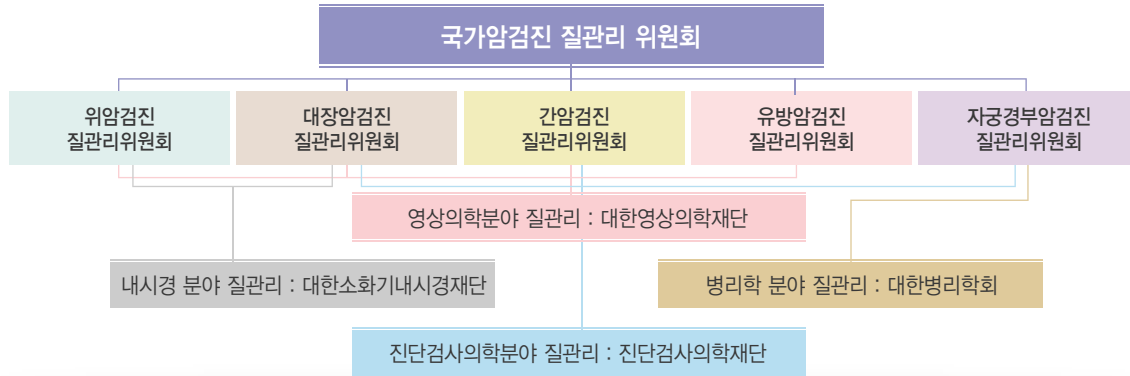 국가암검진 질관리 위원회
위암검진
질관리위원회
대장암검진
질관리위원회
간암검진
질관리위원회
유방암검진
질관리위원회
자궁경부암검진
질관리위원회
영상의학분야 질관리 : 대한영상의학재단
내시경 분야 질관리 : 대한소화기내시경재단
병리학 분야 질관리 : 대한병리학회
진단검사의학분야 질관리 : 진단검사의학재단